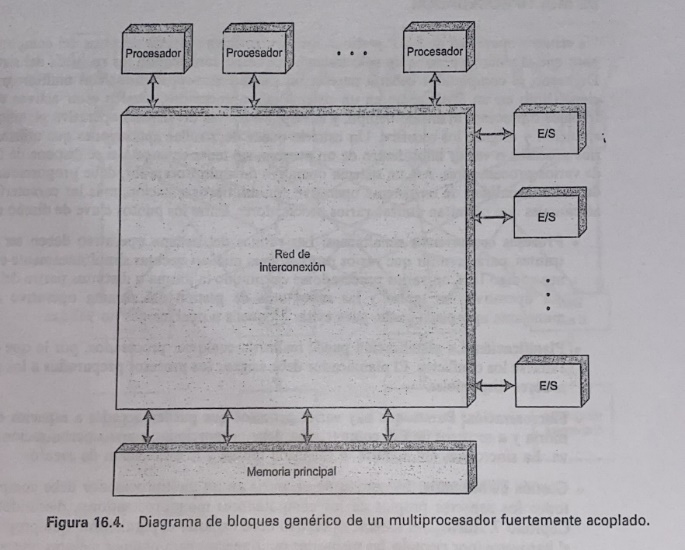 Procesador
Procesador
Procesador
E/S
E/S
Red de
interconexión
E/S
Memoria principal
Figura 16.4. Diagrama de bloques genérico de un multiprocesador fuertemente acoplado.